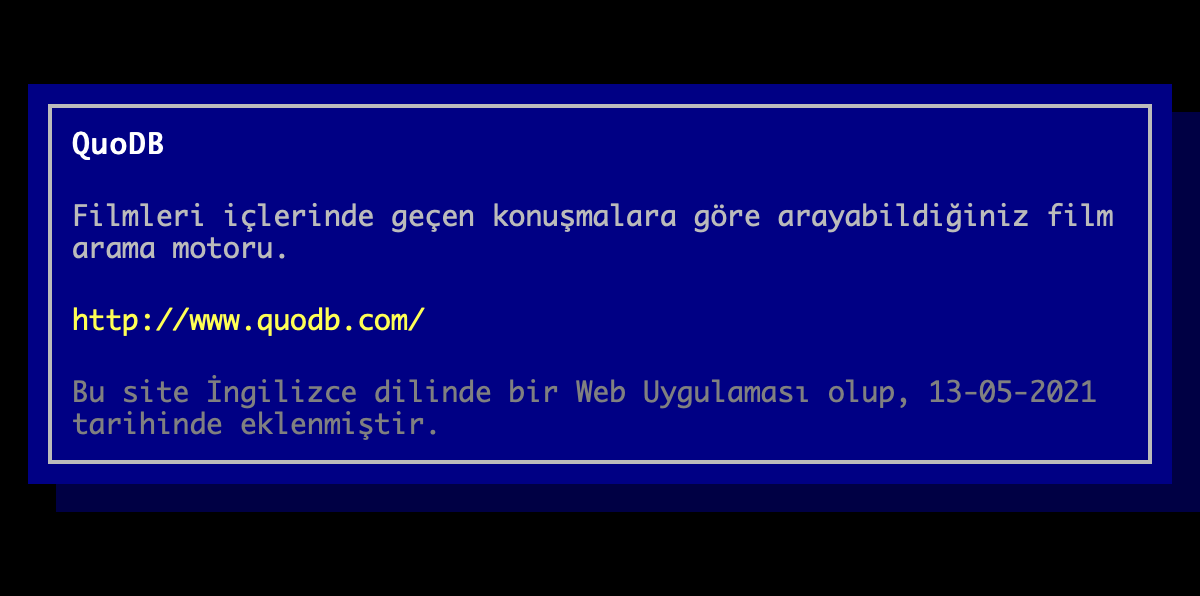 QuoDB
Filmleri içlerinde geçen konuşmalara göre arayabildiğiniz film
arama motoru.
http://www.quodb.com/
Bu site İngilizce dilinde bir Web Uygulaması olup, 13-05-2021
tarihinde eklenmiştir.